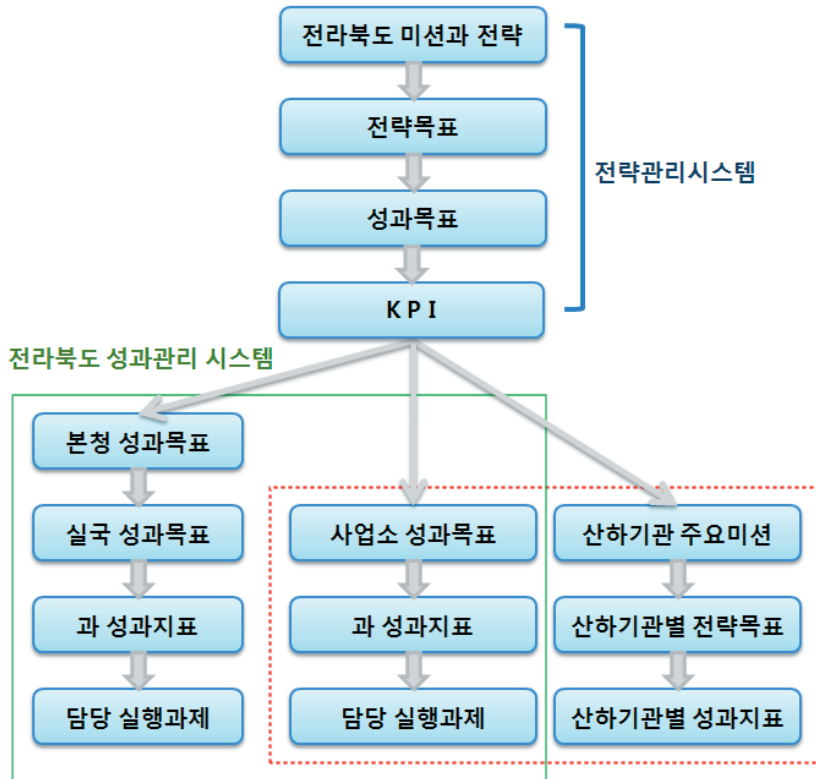 전라북도 미션과 전략
전략목표
전략관리시스템
성과목표
K P I
전라북도 성과관리 시스템
본청 성과목표
실국 성과목표
사업소 성과목표
산하기관 주요미션
과 성과지표
과 성과지표
산하기관별 전략목표
담당 실행과제
담당 실행과제
산하기관별 성과지표